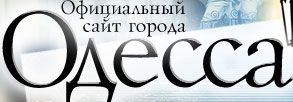 Официальный
сайт города
Одесса